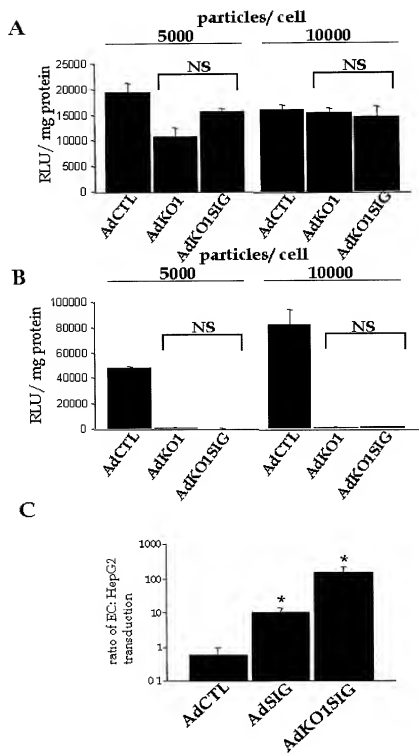 A
particles/ cell
5000 10000
RLU/ mg protein
25000
20000
15000
10000
5000
0
NS NS
AdCTL AdKO1 AdKO1SIG AdCTL AdKO1 AdKO1SIG
B
particles/ cell
5000 10000
RLU/ mg protein
100000
80000
60000
40000
20000
0
NS NS
AdCTL AdKO1 AdKO1SIG AdCTL AdKO1 AdKO1SIG
C
ratio of EC: HepG2
transduction
1000
100
10
1
0 1
* *
AdCTL AdSIG AdKO1SIG